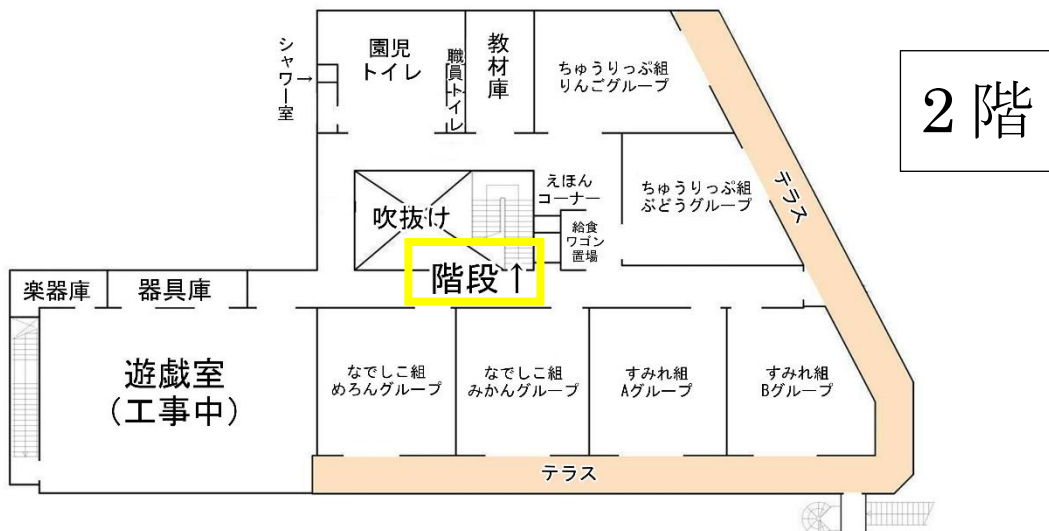 2階
シャワー室→
園児
トイレ
職員トイレ
教材庫
ちゅうりっぷ組
りんごグループ
テラス
ちゅうりっぷ組
ぶどうグループ
えほん
コーナー
給食
ワゴン
置場
吹抜け
階段↑
楽器庫
器具庫
遊戯室
(工事中)
なでしこ組
めろんグループ
なでしこ組
みかんグループ
すみれ組
Aグループ
すみれ組
Bグループ
テラス